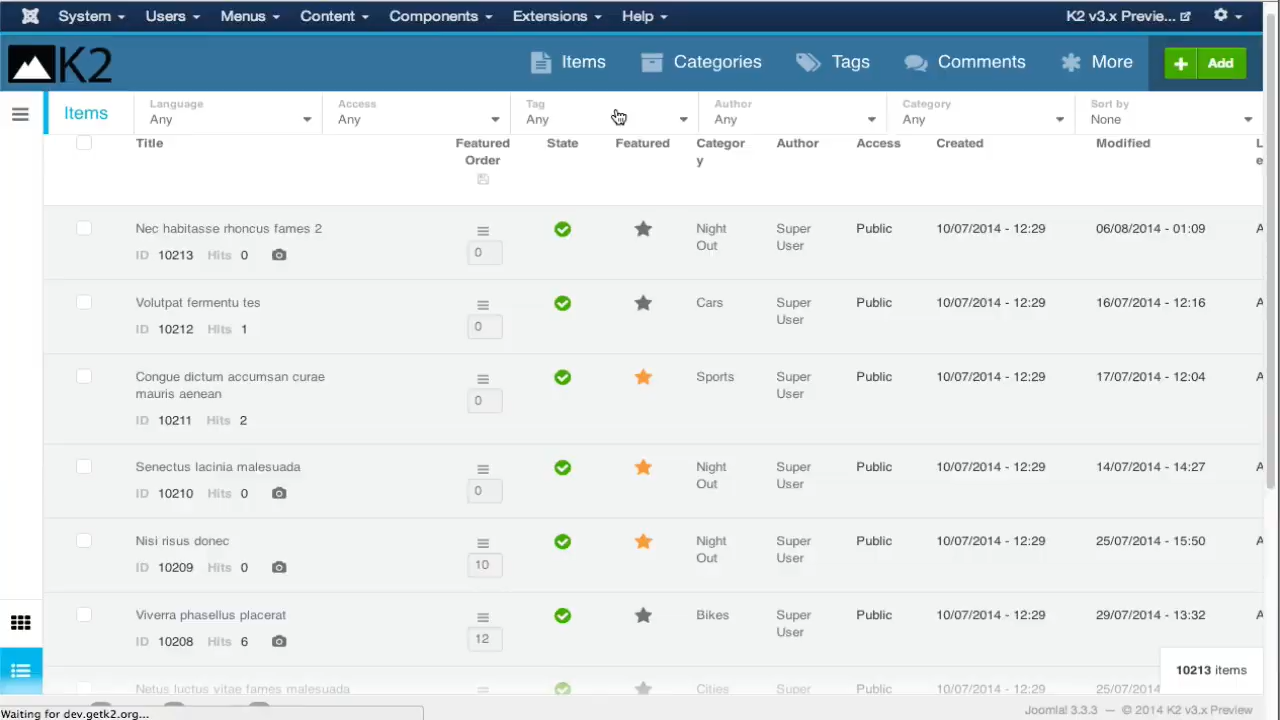 System Users Menus Content Components Extensions Help K2 v3.x Previe...
K2 Items Categories Tags Comments More Add
Items
Language Access Tag Author Category Sort by
Any Any Any Any Any None
Title Featured State Featured Categor Author Access Created Modified
Order y
Nec habitasse rhoncus fames 2 Night Super Public 10/07/2014 - 12:29 06/08/2014 - 01:09 A
Out User
ID 10213 Hits 0 0
Volutpat fermentu tes Cars Super Public 10/07/2014 - 12:29 16/07/2014 - 12:16 A
User
ID 10212 Hits 1 0
Congue dictum accumsan curae Sports Super Public 10/07/2014 - 12:29 17/07/2014 - 12:04 A
mauris aenean User
0
ID 10211 Hits 2
Senectus lacinia malesuada Night Super Public 10/07/2014 - 12:29 14/07/2014 - 14:27 A
Out User
ID 10210 Hits 0 0
Nisi risus donec Night Super Public 10/07/2014 - 12:29 25/07/2014 - 15:50 A
Out User
ID 10209 Hits 0 10
Viverra phasellus placerat Bikes Super Public 10/07/2014 - 12:29 29/07/2014 - 13:32 A
User
ID 10208 Hits 6 12
10213 items
Netus luctus vitae fames malesuada Cities Super Public 10/07/2014 - 12:29 25/07/2014 A
Waiting for dev.getk2.org...
Joomla! 3.3.3 — © 2014 K2 v3.x Preview